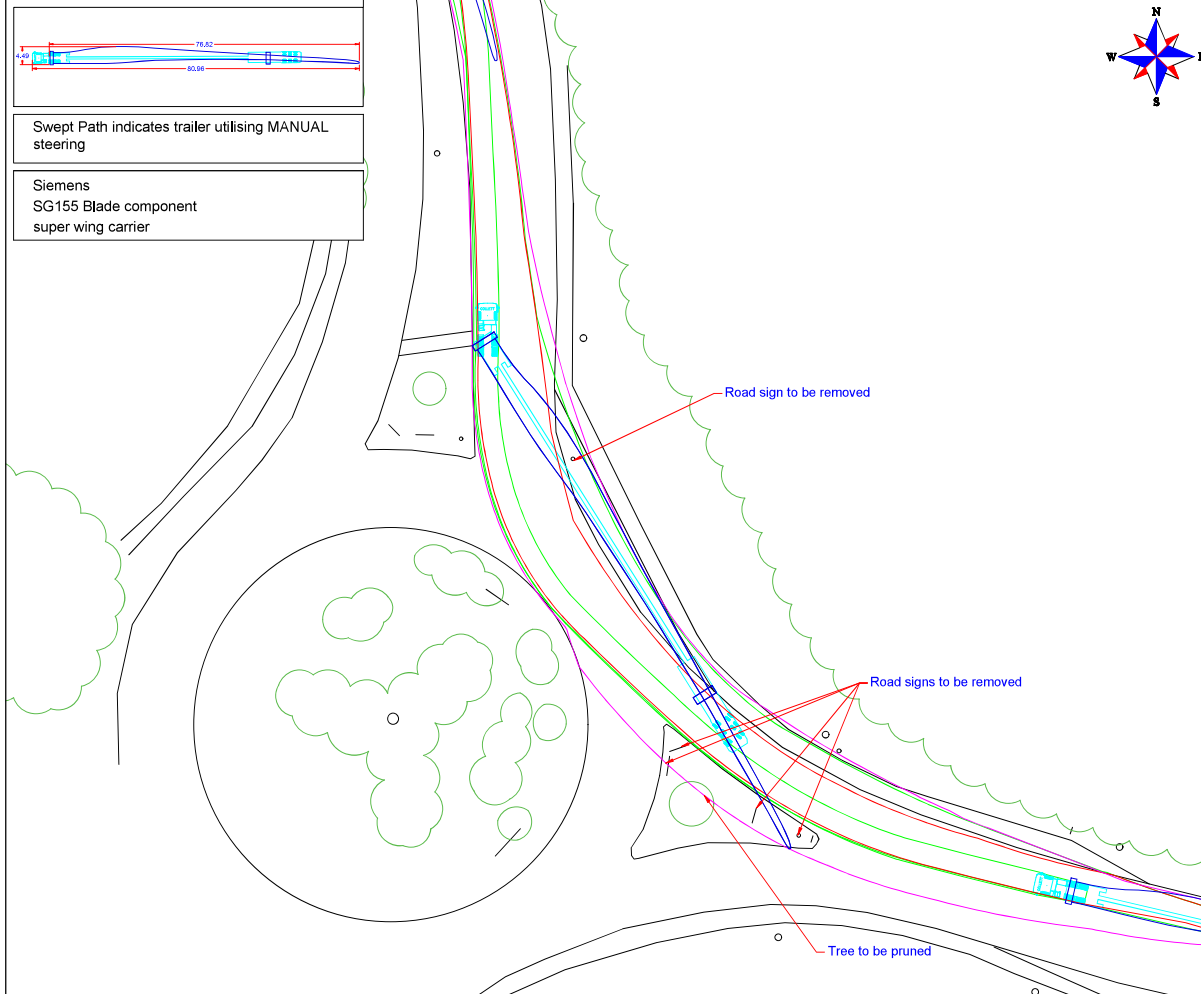 76.82
4.49
80.96
Swept Path indicates trailer utilising MANUAL
steering
Siemens
SG155 Blade component
super wing carrier
N
W
S
Road sign to be removed
Road signs to be removed
Tree to be pruned